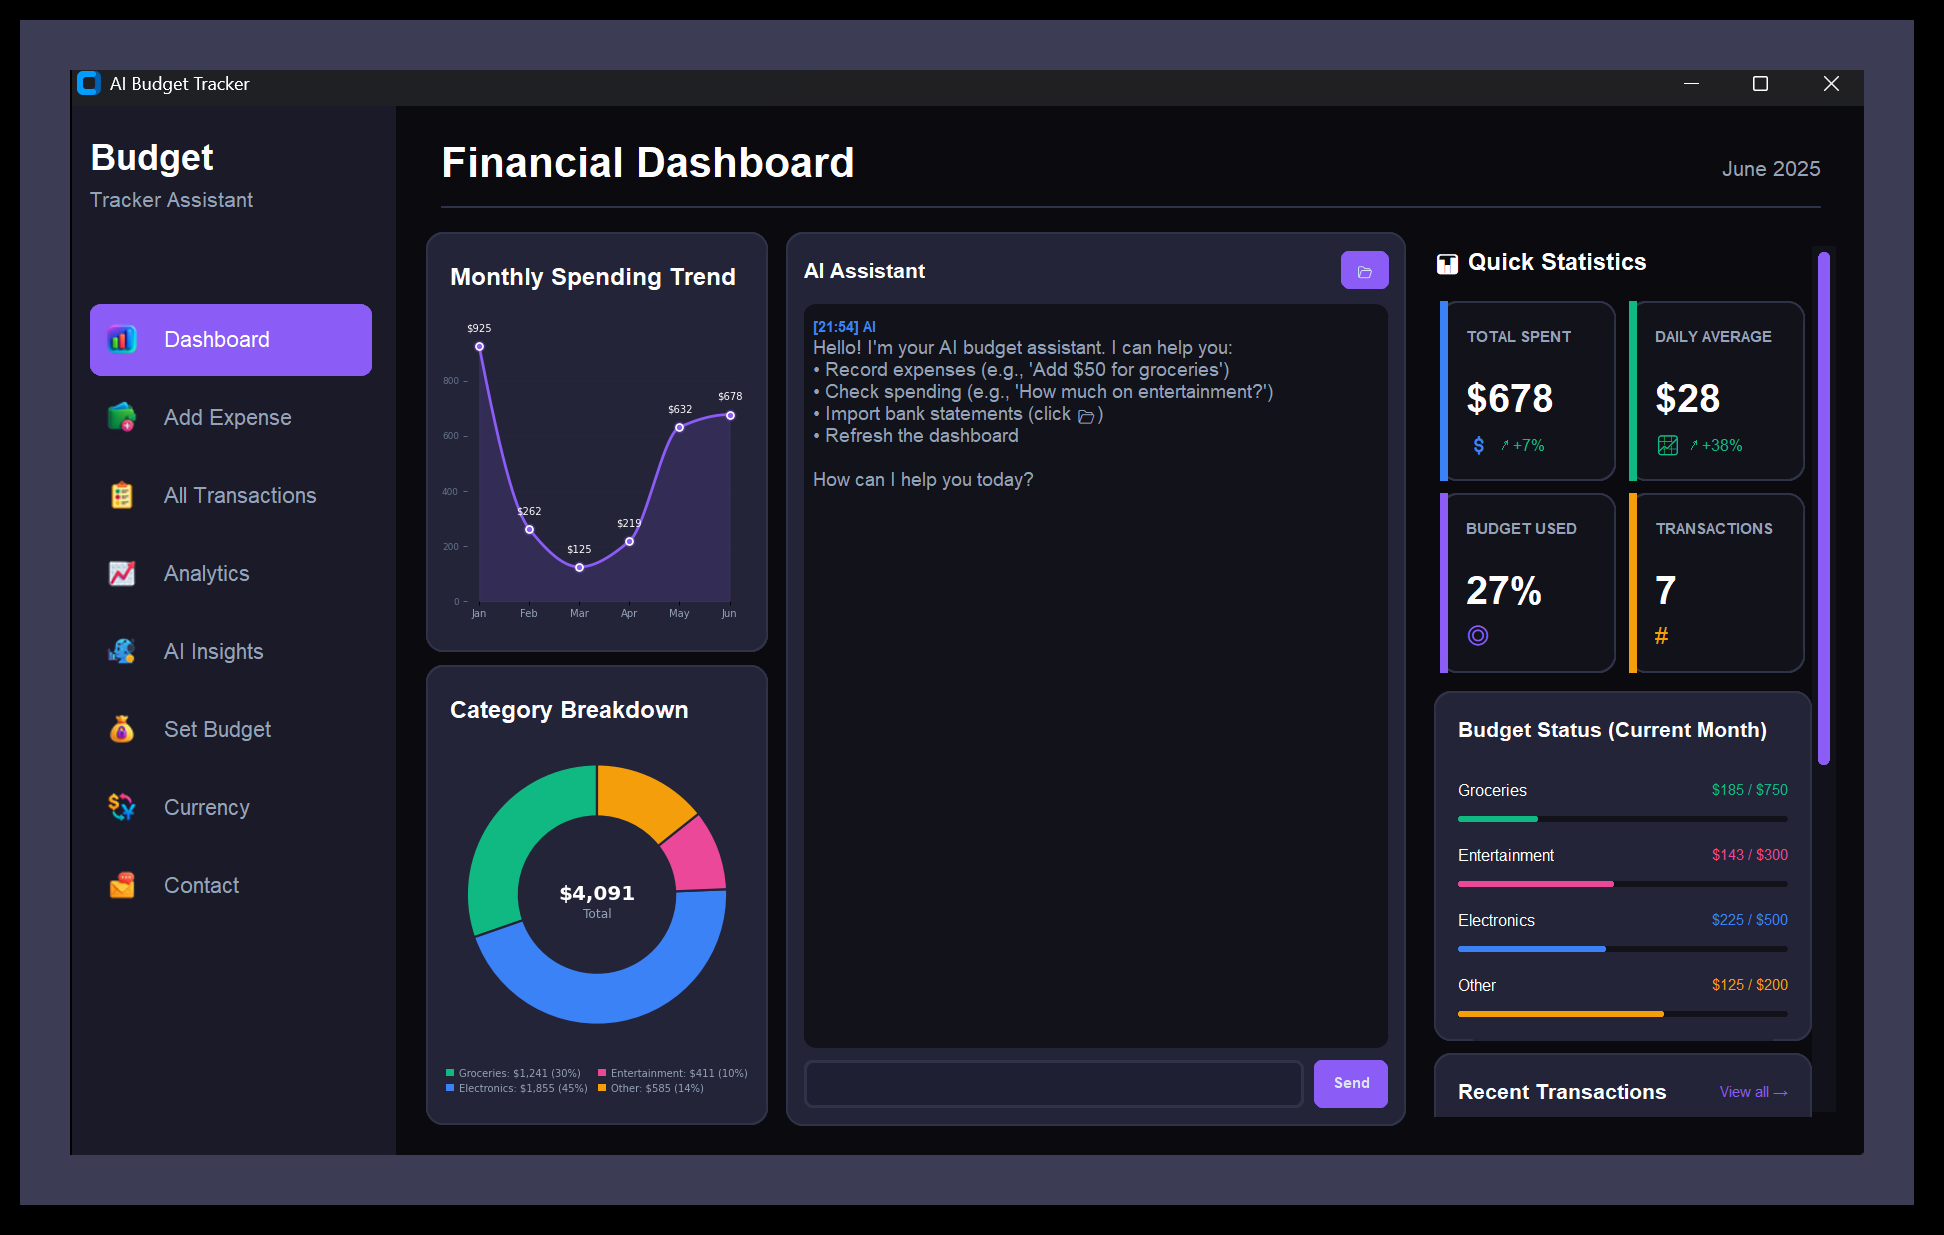 AI Budget Tracker
Budget
Tracker Assistant
Dashboard
Add Expense
All Transactions
Analytics
AI Insights
Set Budget
Currency
Contact
Financial Dashboard
June 2025
Monthly Spending Trend
$925
$678
$632
$262
$219
$125
800
600
400
200
0
Jan Feb Mar Apr May Jun
Category Breakdown
$4,091
Total
Groceries: $1,241 (30%) Entertainment: $411 (10%)
Electronics: $1,855 (45%) Other: $585 (14%)
AI Assistant
[21:54] AI
Hello! I'm your AI budget assistant. I can help you:
• Record expenses (e.g., 'Add $50 for groceries')
• Check spending (e.g., 'How much on entertainment?')
• Import bank statements (click 🗁)
• Refresh the dashboard
How can I help you today?
Send
Quick Statistics
TOTAL SPENT
$678
$ ↗ +7%
DAILY AVERAGE
$28
↗ +38%
BUDGET USED
27%
TRANSACTIONS
7
#
Budget Status (Current Month)
Groceries $185 / $750
Entertainment $143 / $300
Electronics $225 / $500
Other $125 / $200
Recent Transactions View all →